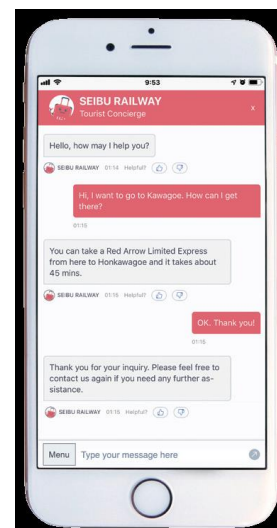 9:53
SEIBU RAILWAY
Tourist Concierge
x
Hello, how may I help you?
SEIBU RAILWAY 01:14 Helpful?
Hi, I want to go to Kawagoe. How can I get
there?
01:15
You can take a Red Arrow Limited Express
from here to Honkawagoe and it takes about
45 mins.
SEIBU RAILWAY 01:15 Helpful?
OK. Thank you!
01:15
Thank you for your inquiry. Please feel free to
contact us again if you need any further as-
sistance.
SEIBU RAILWAY 01:15 Helpful?
Menu Type your message here